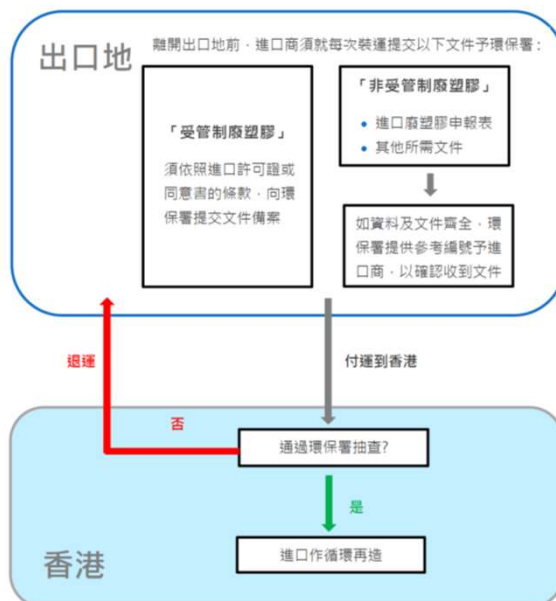 出口地
離開出口地前，進口商須就每次裝運提交以下文件予環保署：
「受管制廢塑膠」
須依照進口許可證或
同意書的條款，向環
保署提交文件備案
「非受管制廢塑膠」
• 進口廢塑膠申報表
• 其他所需文件
如資料及文件齊全，環
保署提供參考編號予進
口商，以確認收到文件
退運
付運到香港
否
通過環保署抽查?
是
進口作循環再造
香港